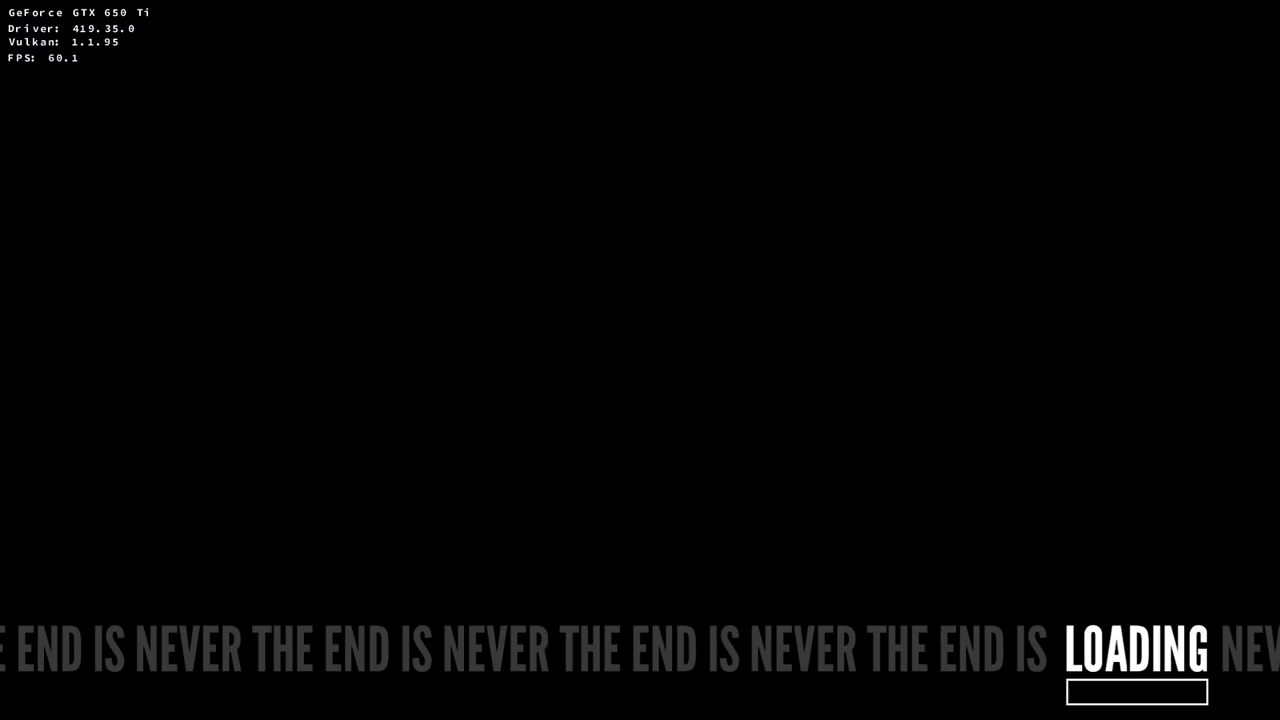 GeForce GTX 650 Ti
Driver: 419.35.0
Vulkan: 1.1.95
FPS: 60.1
END IS NEVER THE END IS NEVER THE END IS NEVER THE END IS LOADING